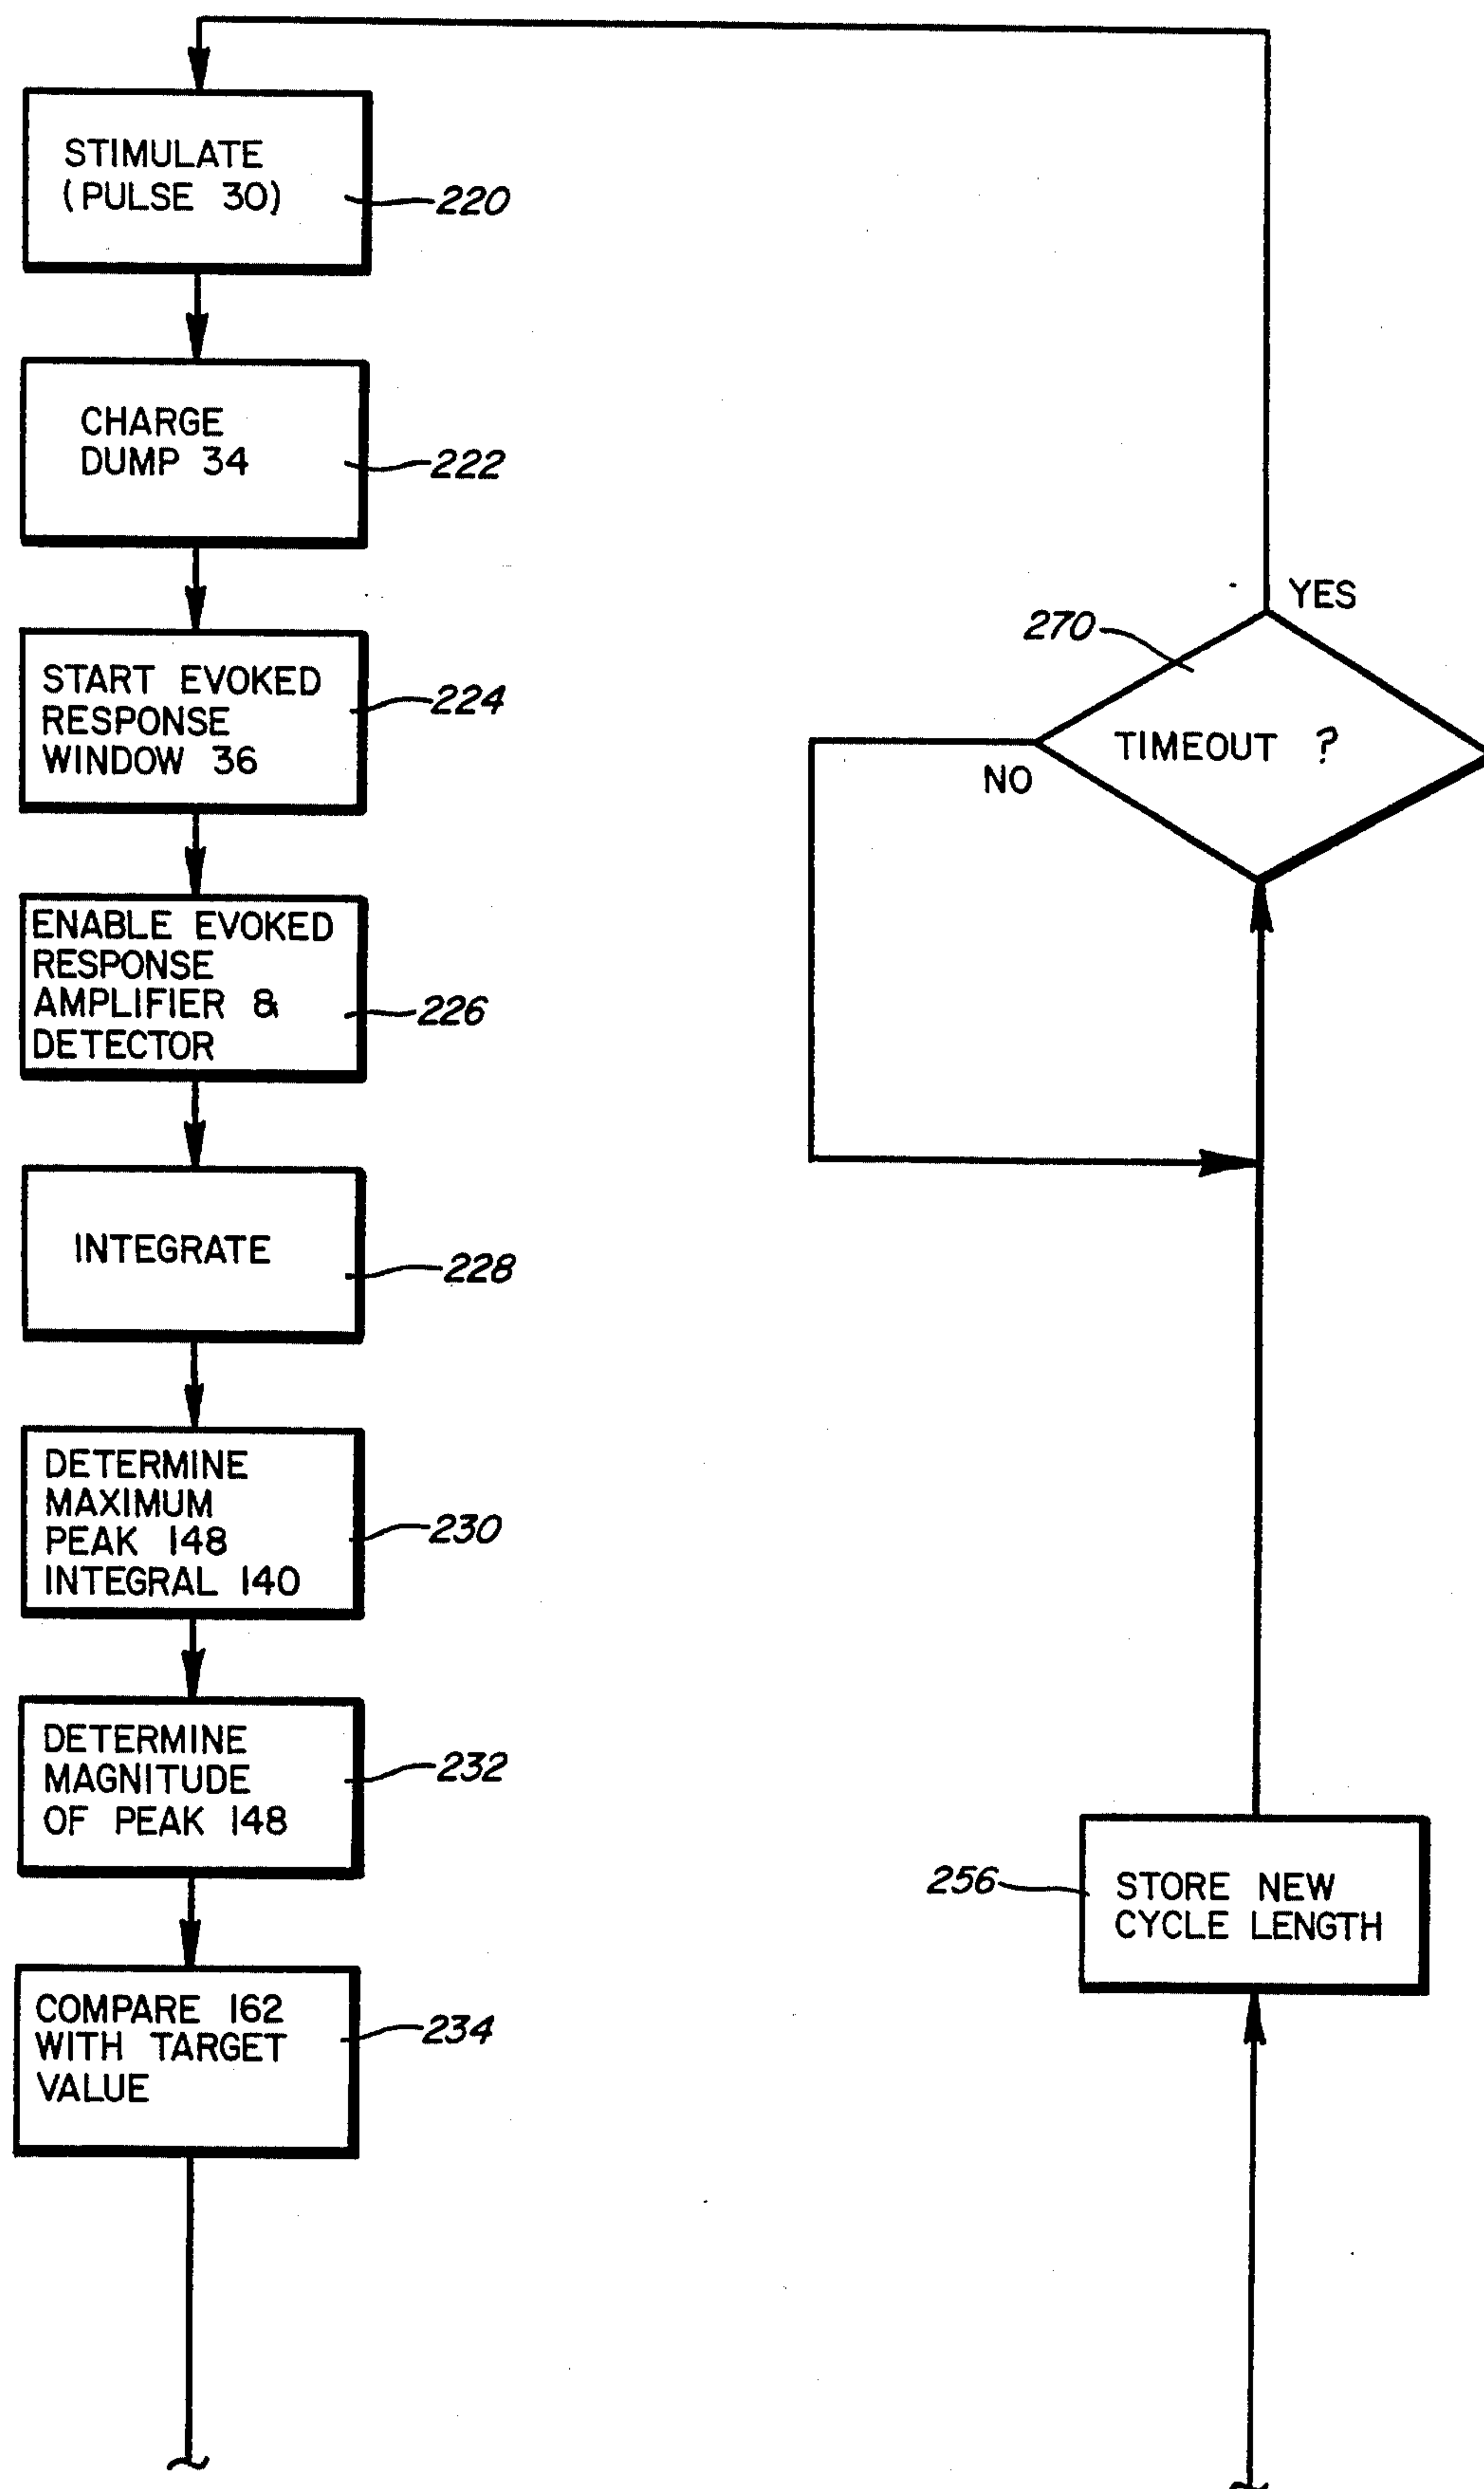 STIMULATE
(PULSE 30)
220
CHARGE
DUMP 34
222
START EVOKED
RESPONSE
WINDOW 36
224
ENABLE EVOKED
RESPONSE
AMPLIFIER &
DETECTOR
226
INTEGRATE
228
DETERMINE
MAXIMUM
PEAK 148
INTEGRAL 140
230
DETERMINE
MAGNITUDE
OF PEAK 148
232
COMPARE 162
WITH TARGET
VALUE
234
YES
270
TIMEOUT ?
NO
256
STORE NEW
CYCLE LENGTH